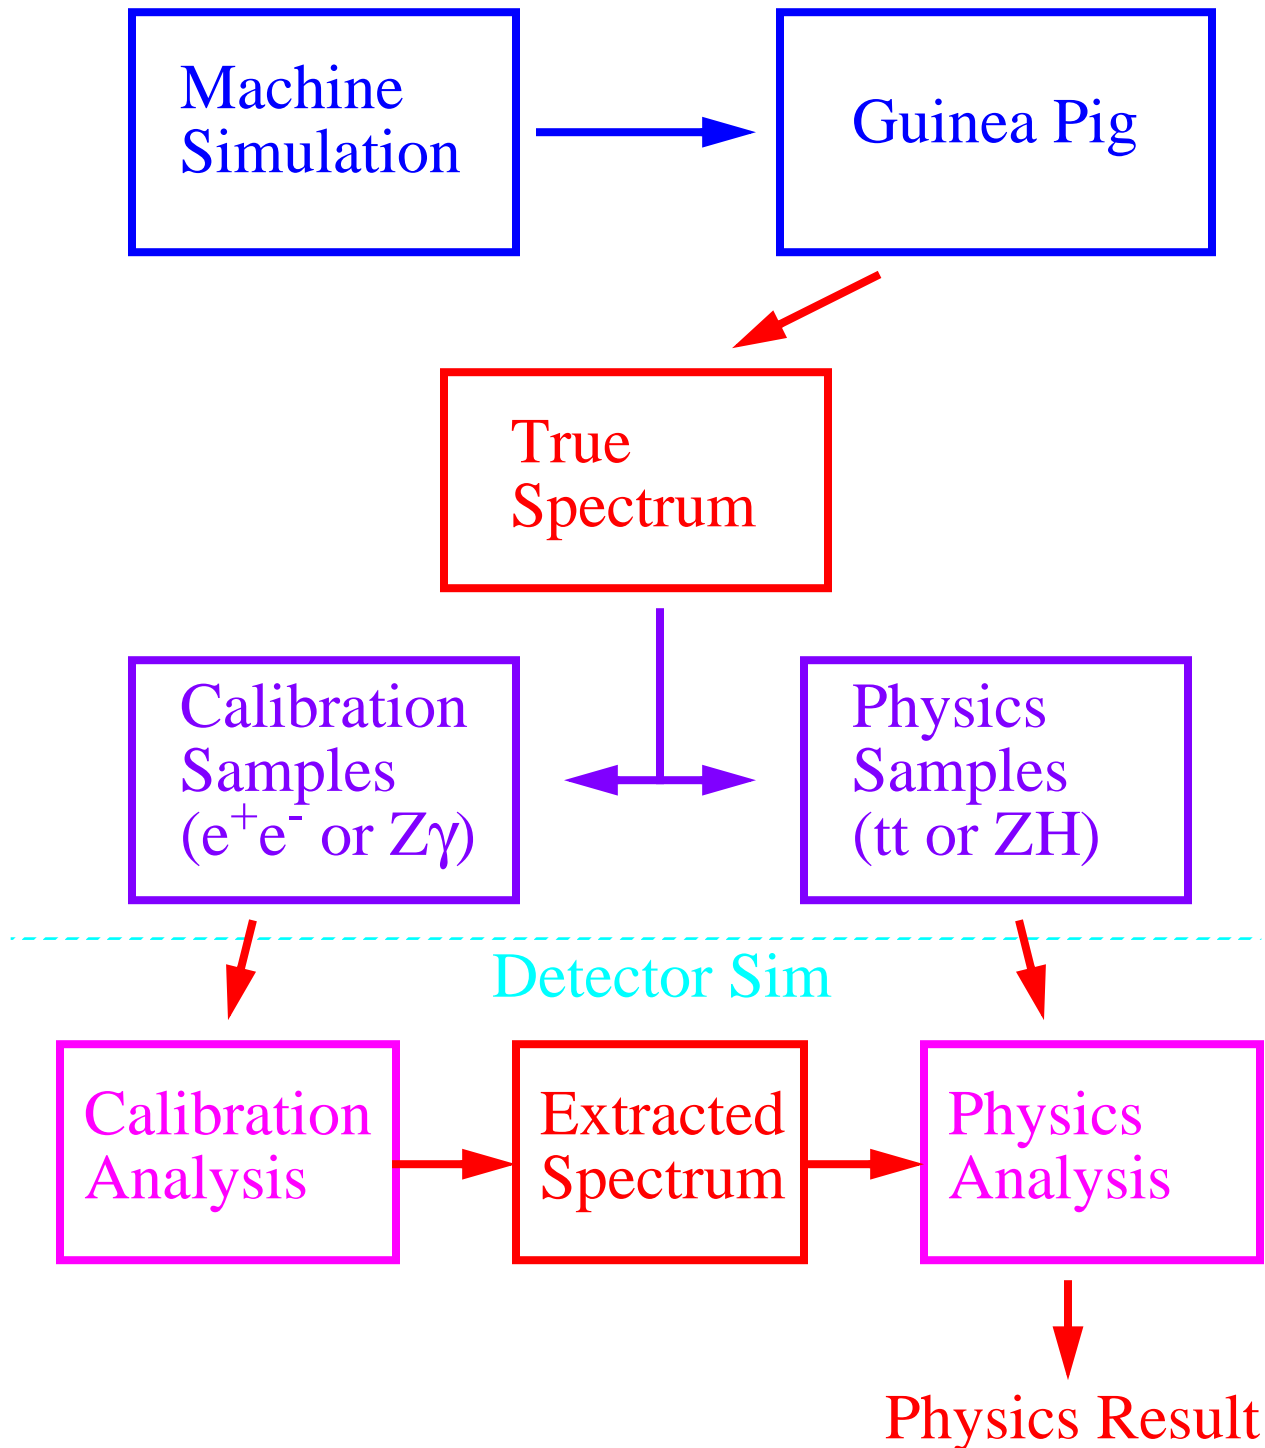 Machine
Simulation
Guinea Pig
True
Spectrum
Calibration
Samples
(e⁺e⁻ or Zγ)
Physics
Samples
(tt or ZH)
Detector Sim
Calibration
Analysis
Extracted
Spectrum
Physics
Analysis
Physics Result